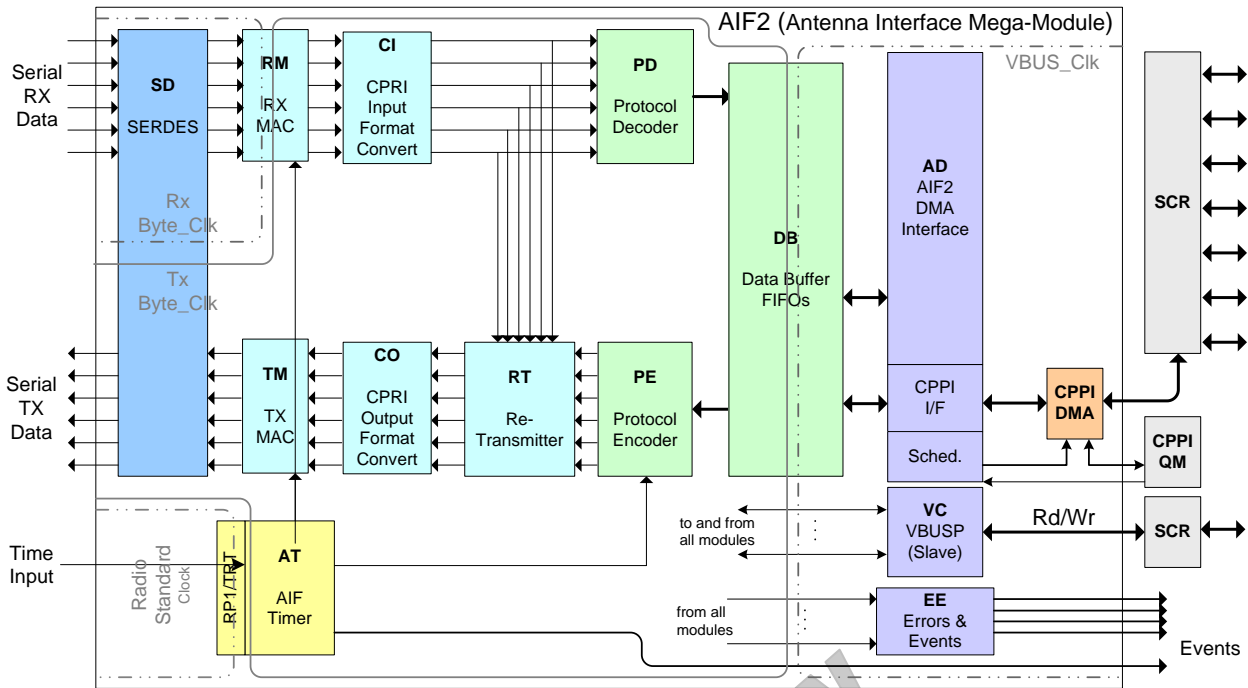 AIF2 (Antenna Interface Mega-Module)
VBUS_Clk
Serial
RX
Data
SD
SERDES
RM
RX
MAC
CI
CPRI
Input
Format
Convert
PD
Protocol
Decoder
Rx
Byte_Clk
Tx
Byte_Clk
DB
Data Buffer
FIFOs
AD
AIF2
DMA
Interface
SCR
Serial
TX
Data
TM
TX
MAC
CO
CPRI
Output
Format
Convert
RT
Re-
Transmitter
PE
Protocol
Encoder
CPPI
I/F
Sched.
CPPI
DMA
CPPI
QM
to and from
all modules
VC
VBUSP
(Slave)
Rd/Wr
SCR
Time
Input
Radio
Standard
Clock
RP1/TRT
AT
AIF
Timer
from all
modules
EE
Errors &
Events
Events